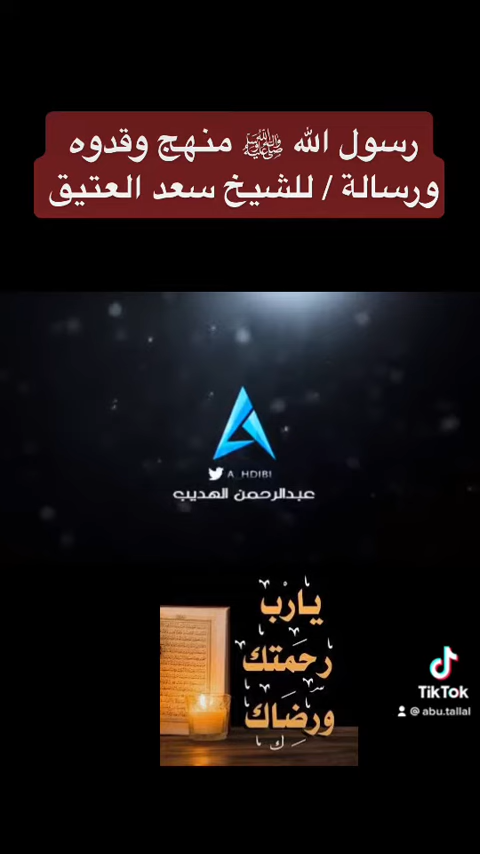 رسول الله ﷺ منهج وقدوه
ورسالة / للشيخ سعد العتيق
A_HDIBI
عبدالرحمن الهديب
يارب
رحمتك
ورضاك
TikTok
@ abu.tallal